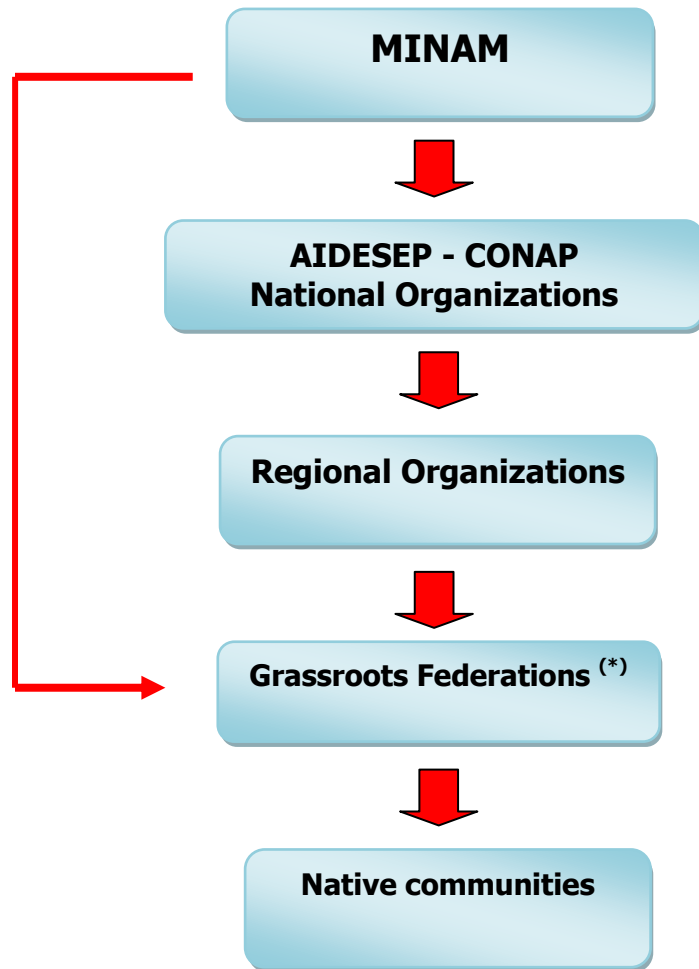 MINAM
AIDESEP - CONAP
National Organizations
Regional Organizations
Grassroots Federations (*)
Native communities